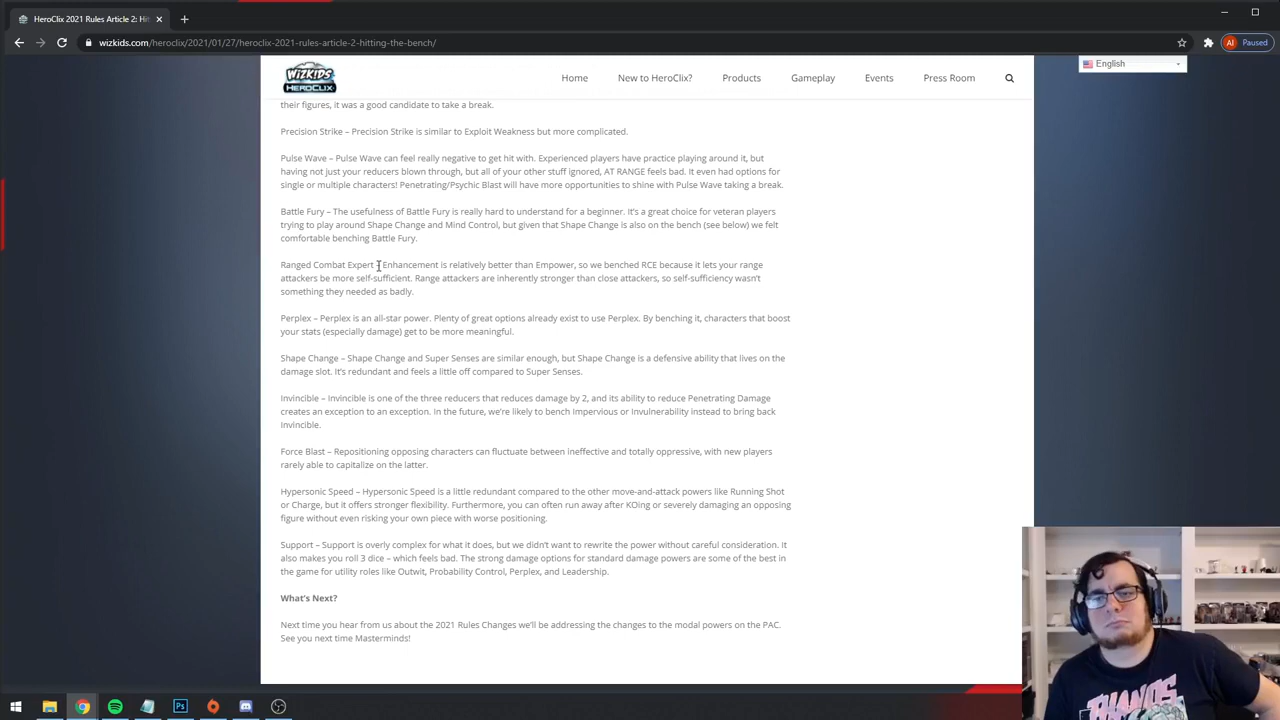 HeroClix 2021 Rules Article 2: Hit
wizkids.com/heroclix/2021/01/27/heroclix-2021-rules-article-2-hitting-the-bench/
AI Paused
WIZKIDS
HEROCLIX
Home New to HeroClix? Products Gameplay Events Press Room
English
their figures, it was a good candidate to take a break.
Precision Strike – Precision Strike is similar to Exploit Weakness but more complicated.
Pulse Wave – Pulse Wave can feel really negative to get hit with. Experienced players have practice playing around it, but
having not just your reducers blown through, but all of your other stuff ignored, AT RANGE feels bad. It even had options for
single or multiple characters! Penetrating/Psychic Blast will have more opportunities to shine with Pulse Wave taking a break.
Battle Fury – The usefulness of Battle Fury is really hard to understand for a beginner. It's a great choice for veteran players
trying to play around Shape Change and Mind Control, but given that Shape Change is also on the bench (see below) we felt
comfortable benching Battle Fury.
Ranged Combat Expert – Enhancement is relatively better than Empower, so we benched RCE because it lets your range
attackers be more self-sufficient. Range attackers are inherently stronger than close attackers, so self-sufficiency wasn't
something they needed as badly.
Perplex – Perplex is an all-star power. Plenty of great options already exist to use Perplex. By benching it, characters that boost
your stats (especially damage) get to be more meaningful.
Shape Change – Shape Change and Super Senses are similar enough, but Shape Change is a defensive ability that lives on the
damage slot. It's redundant and feels a little off compared to Super Senses.
Invincible – Invincible is one of the three reducers that reduces damage by 2, and its ability to reduce Penetrating Damage
creates an exception to an exception. In the future, we're likely to bench Impervious or Invulnerability instead to bring back
Invincible.
Force Blast – Repositioning opposing characters can fluctuate between ineffective and totally oppressive, with new players
rarely able to capitalize on the latter.
Hypersonic Speed – Hypersonic Speed is a little redundant compared to the other move-and-attack powers like Running Shot
or Charge, but it offers stronger flexibility. Furthermore, you can often run away after KOing or severely damaging an opposing
figure without even risking your own piece with worse positioning.
Support – Support is overly complex for what it does, but we didn't want to rewrite the power without careful consideration. It
also makes you roll 3 dice – which feels bad. The strong damage options for standard damage powers are some of the best in
the game for utility roles like Outwit, Probability Control, Perplex, and Leadership.
What's Next?
Next time you hear from us about the 2021 Rules Changes we'll be addressing the changes to the modal powers on the PAC.
See you next time Masterminds!
THANOS